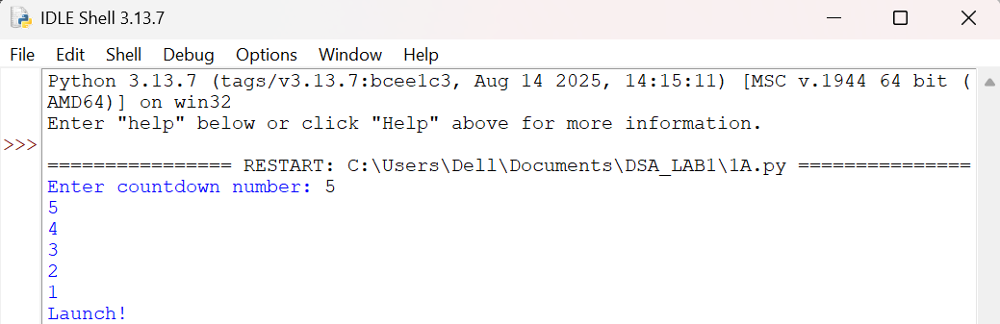 IDLE Shell 3.13.7
File Edit Shell Debug Options Window Help
Python 3.13.7 (tags/v3.13.7:bcee1c3, Aug 14 2025, 14:15:11) [MSC v.1944 64 bit (
AMD64)] on win32
Enter "help" below or click "Help" above for more information.
>>>
================ RESTART: C:\Users\Dell\Documents\DSA_LAB1\1A.py ===============
Enter countdown number: 5
5
4
3
2
1
Launch!